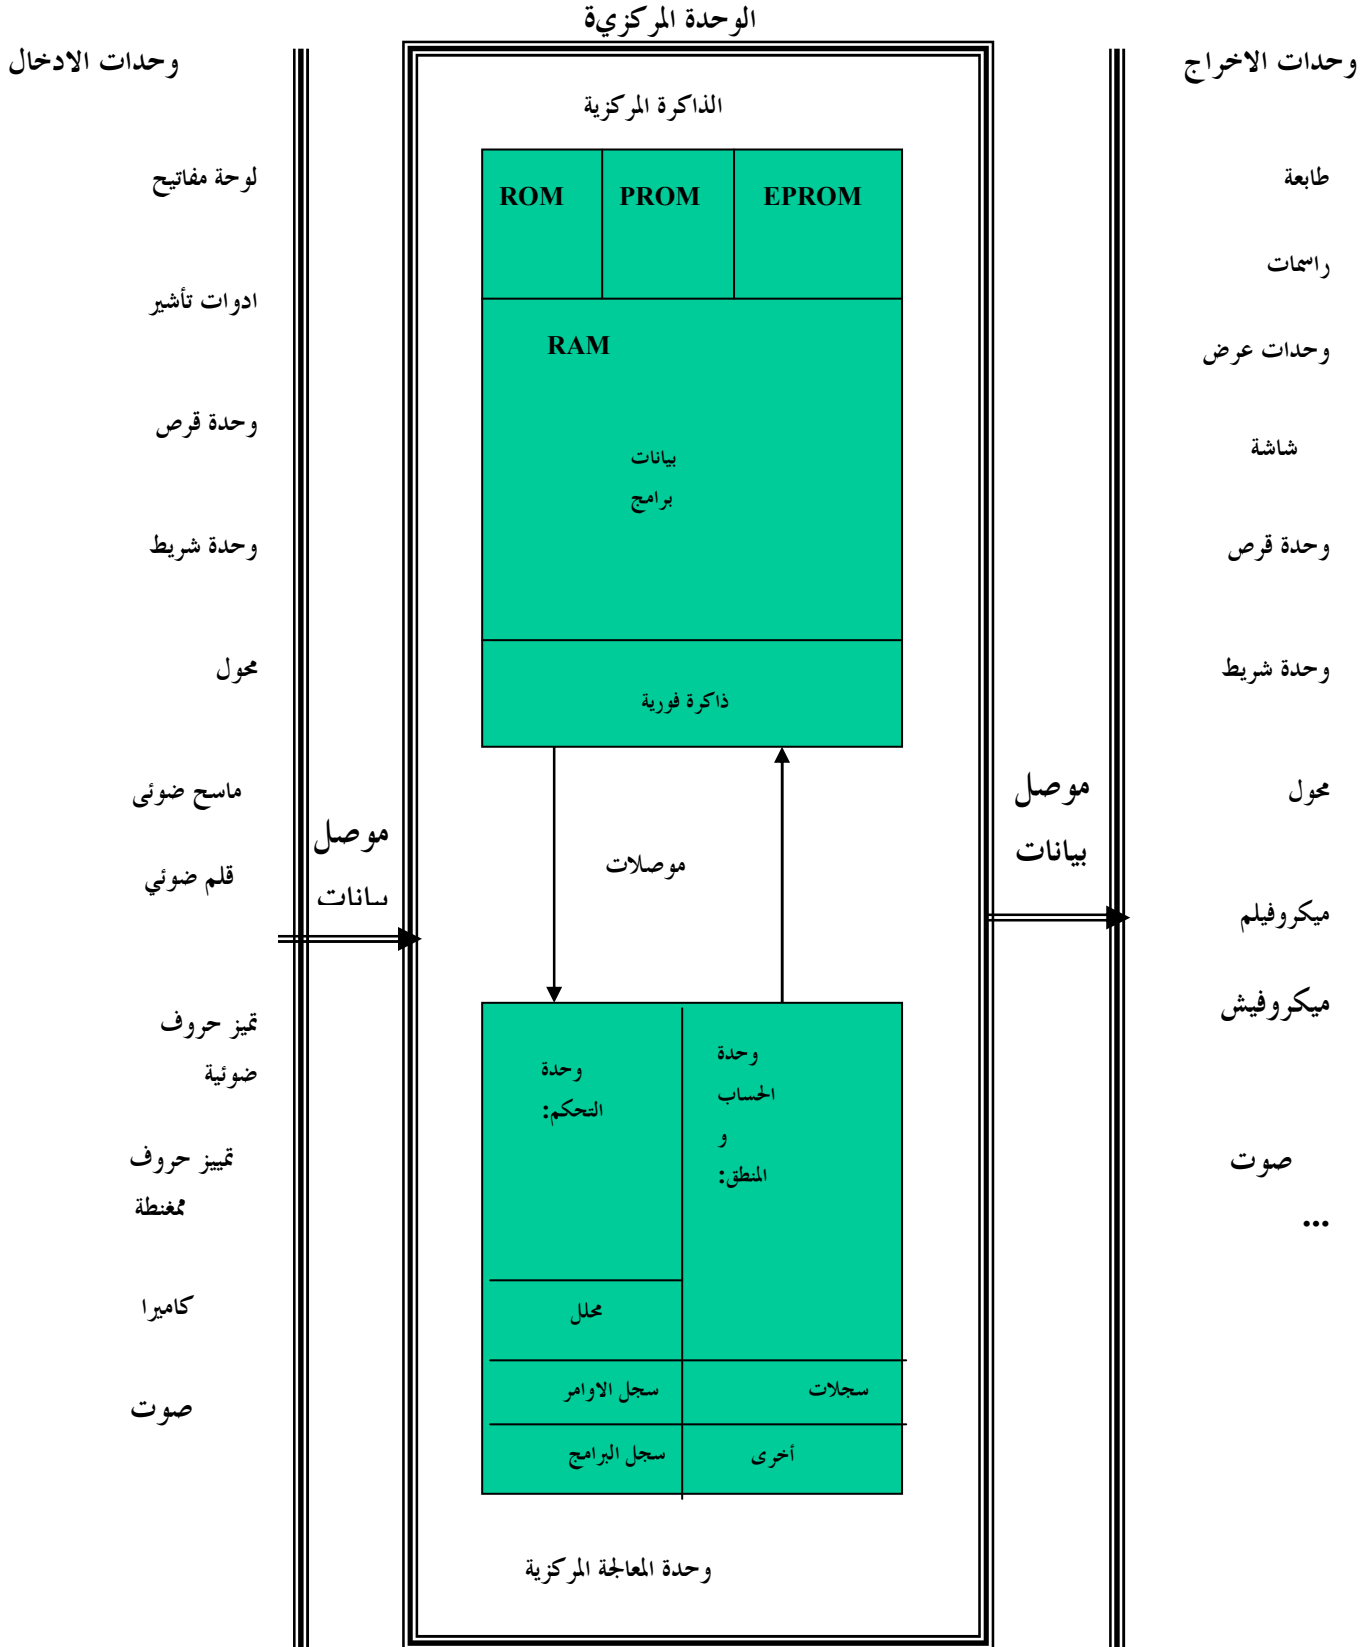 الوحدة المركزية
وحدات الاخراج
طابعة
راسمات
وحدات عرض
شاشة
وحدة قرص
وحدة شريط
محول
ميكروفيلم
ميكروفيش
صوت
...
موصل
بيانات
الذاكرة المركزية
ROM PROM EPROM
RAM
بيانات
برامج
ذاكرة فورية
موصلات
وحدة
الحساب
و
المنطق:
وحدة
التحكم:
محلل
سجلات
سجل الاوامر
أخرى
سجل البرامج
وحدة المعالجة المركزية
موصل
بيانات
وحدات الادخال
لوحة مفاتيح
ادوات تأشير
وحدة قرص
وحدة شريط
محول
ماسح ضوئى
قلم ضوئي
تميز حروف
ضوئية
تمييز حروف
ممغنطة
كاميرا
صوت